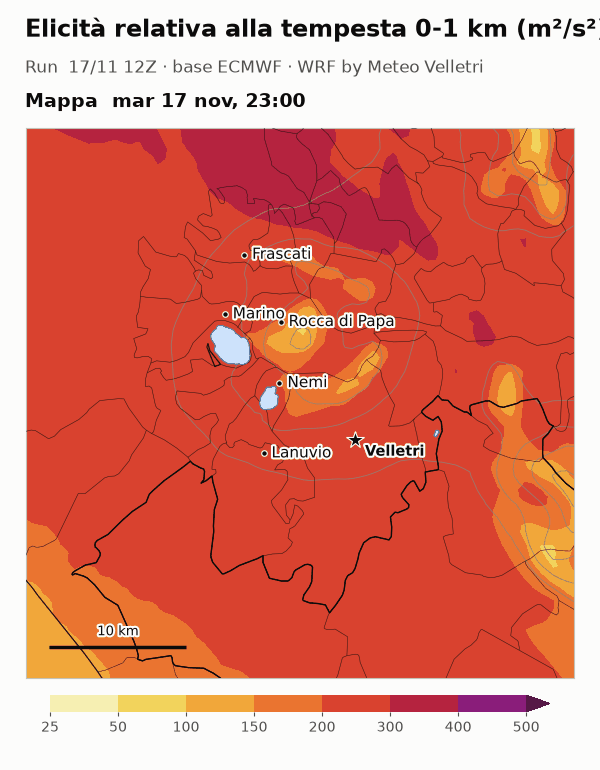 Elicità relativa alla tempesta 0-1 km (m²/s²)
Run 17/11 12Z · base ECMWF · WRF by Meteo Velletri
Mappa mar 17 nov, 23:00
Frascati
Marino
Rocca di Papa
Nemi
Lanuvio
Velletri
10 km
25 50 100 150 200 300 400 500